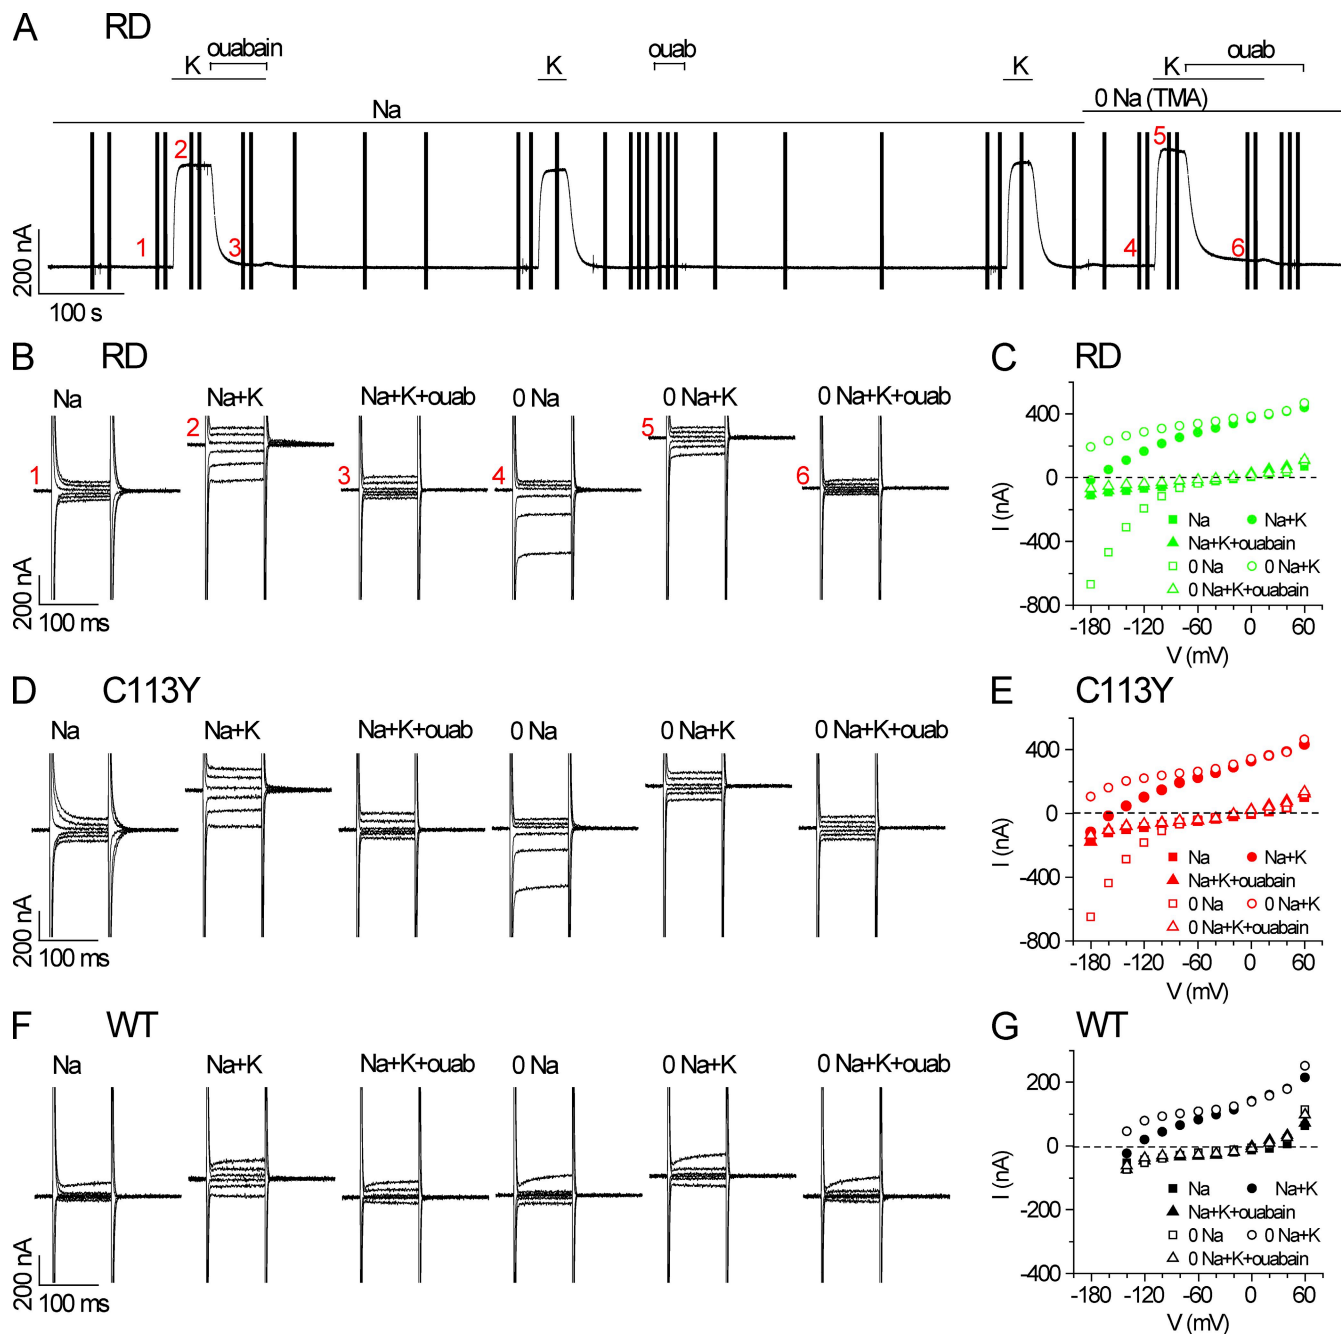 A RD
ouabain ouab ouab
K K K K
0 Na (TMA)
Na
2 5
1 3 4 6
200 nA
100 s
B RD
Na Na+K Na+K+ouab 0 Na 0 Na+K 0 Na+K+ouab
1 2 3 4 5 6
200 nA
100 ms
C RD
400
0
-400
-800
I (nA)
Na Na+K
Na+K+ouabain
0 Na 0 Na+K
0 Na+K+ouabain
-180 -120 -60 0 60
V (mV)
D C113Y
Na Na+K Na+K+ouab 0 Na 0 Na+K 0 Na+K+ouab
200 nA
100 ms
E C113Y
400
0
-400
-800
I (nA)
Na Na+K
Na+K+ouabain
0 Na 0 Na+K
0 Na+K+ouabain
-180 -120 -60 0 60
V (mV)
F WT
Na Na+K Na+K+ouab 0 Na 0 Na+K 0 Na+K+ouab
200 nA
100 ms
G WT
200
0
-200
-400
I (nA)
Na Na+K
Na+K+ouabain
0 Na 0 Na+K
0 Na+K+ouabain
-180 -120 -60 0 60
V (mV)